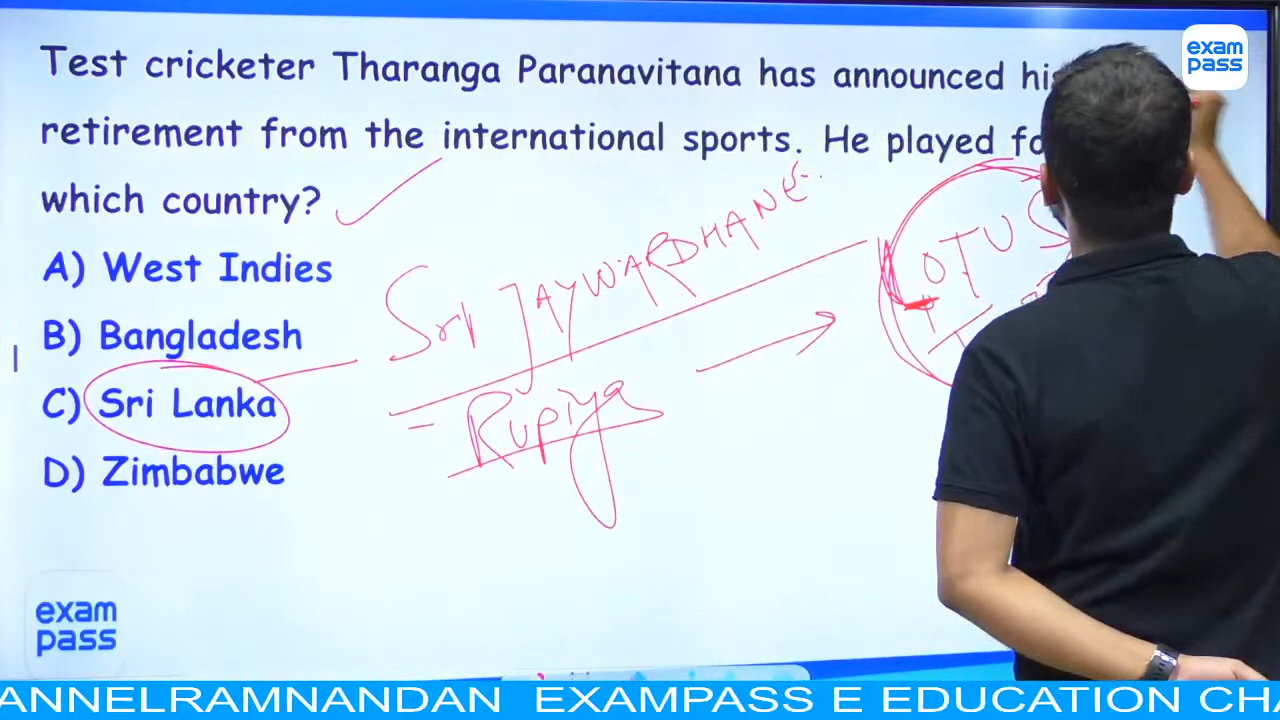 Test cricketer Tharanga Paranavitana has announced his
retirement from the international sports. He played fo
which country?
A) West Indies
B) Bangladesh
C) Sri Lanka
D) Zimbabwe
Sri JAYWARDHANE
Rupiya
LOTUS
exam
pass
exam
pass
ANNELRAMNANDAN EXAMPASS E EDUCATION CHA